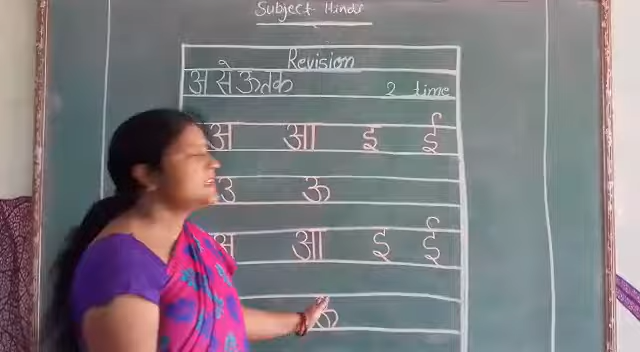 Subject- Hindi
Revision
अ से ऊ तक 2 time
अ आ इ ई
उ ऊ
अ आ इ ई